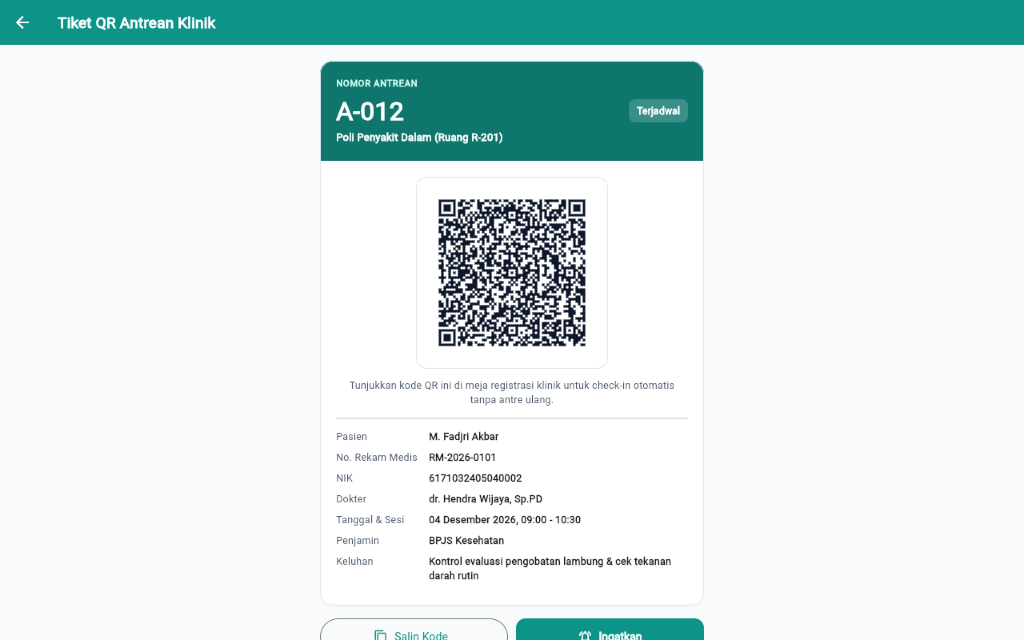 Tiket QR Antrean Klinik
NOMOR ANTREAN
A-012
Terjadwal
Poli Penyakit Dalam (Ruang R-201)
Tunjukkan kode QR ini di meja registrasi klinik untuk check-in otomatis
tanpa antre ulang.
Pasien M. Fadjri Akbar
No. Rekam Medis RM-2026-0101
NIK 6171032405040002
Dokter dr. Hendra Wijaya, Sp.PD
Tanggal & Sesi 04 Desember 2026, 09:00 - 10:30
Penjamin BPJS Kesehatan
Keluhan Kontrol evaluasi pengobatan lambung & cek tekanan
darah rutin
Salin Kode
Ingatkan